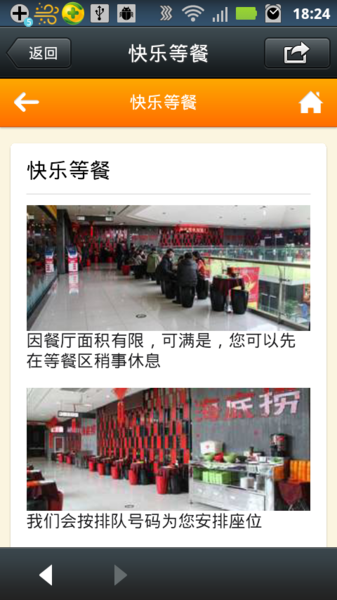 18:24
返回
快乐等餐
快乐等餐
快乐等餐
因餐厅面积有限，可满是，您可以先
在等餐区稍事休息
海底捞
我们会按排队号码为您安排座位